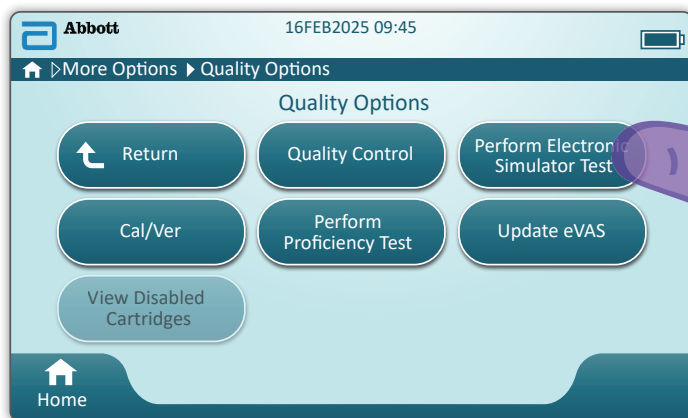 Abbott
16FEB2025 09:45
More Options Quality Options
Quality Options
Return
Quality Control
Perform Electronic
Simulator Test
Cal/Ver
Perform
Proficiency Test
Update eVAS
View Disabled
Cartridges
Home